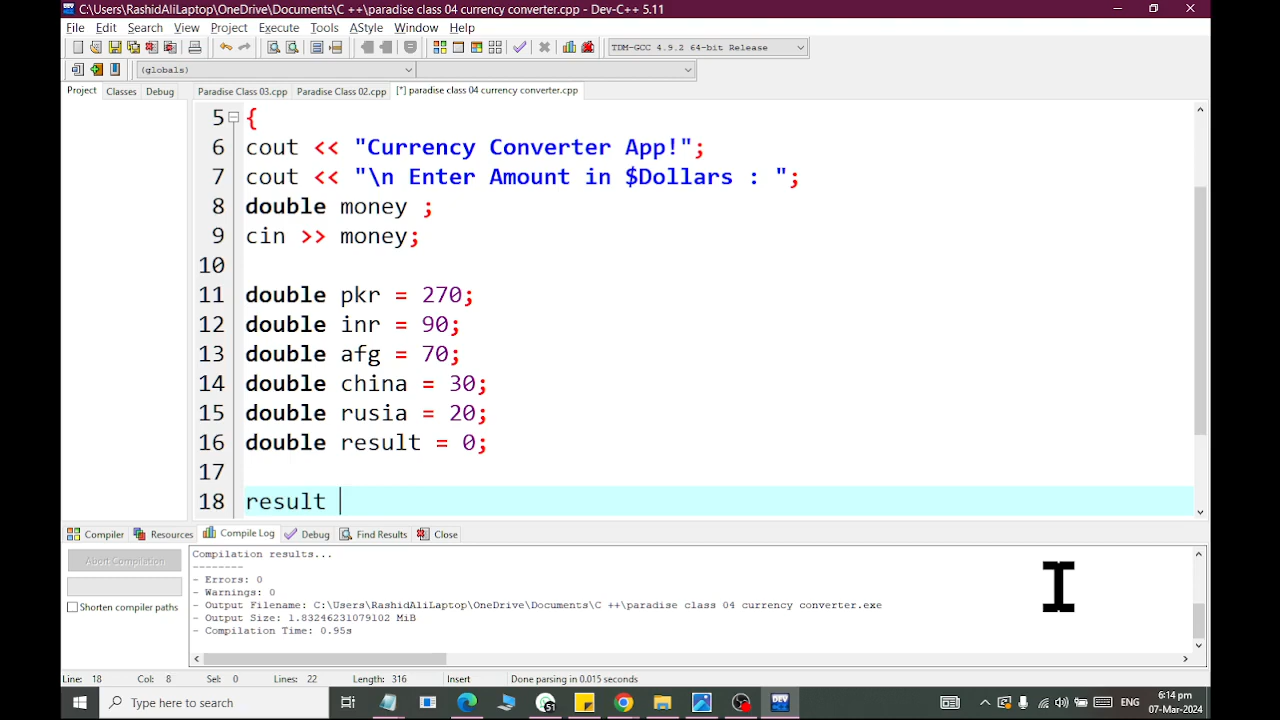 C:\Users\RashidAliLaptop\OneDrive\Documents\C ++\paradise class 04 currency converter.cpp - Dev-C++ 5.11
File Edit Search View Project Execute Tools AStyle Window Help
TDM-GCC 4.9.2 64-bit Release
(globals)
Project Classes Debug Paradise Class 03.cpp Paradise Class 02.cpp [*] paradise class 04 currency converter.cpp
5 {
6 cout << "Currency Converter App!";
7 cout << "\n Enter Amount in $Dollars : ";
8 double money ;
9 cin >> money;
10
11 double pkr = 270;
12 double inr = 90;
13 double afg = 70;
14 double china = 30;
15 double rusia = 20;
16 double result = 0;
17
18 result
Compiler Resources Compile Log Debug Find Results Close
Abort Compilation
Shorten compiler paths
Compilation results...
--------
- Errors: 0
- Warnings: 0
- Output Filename: C:\Users\RashidAliLaptop\OneDrive\Documents\C ++\paradise class 04 currency converter.exe
- Output Size: 1.83246231079102 MiB
- Compilation Time: 0.95s
Line: 18 Col: 8 Sel: 0 Lines: 22 Length: 316 Insert Done parsing in 0.015 seconds
Type here to search
ENG
6:14 pm
07-Mar-2024